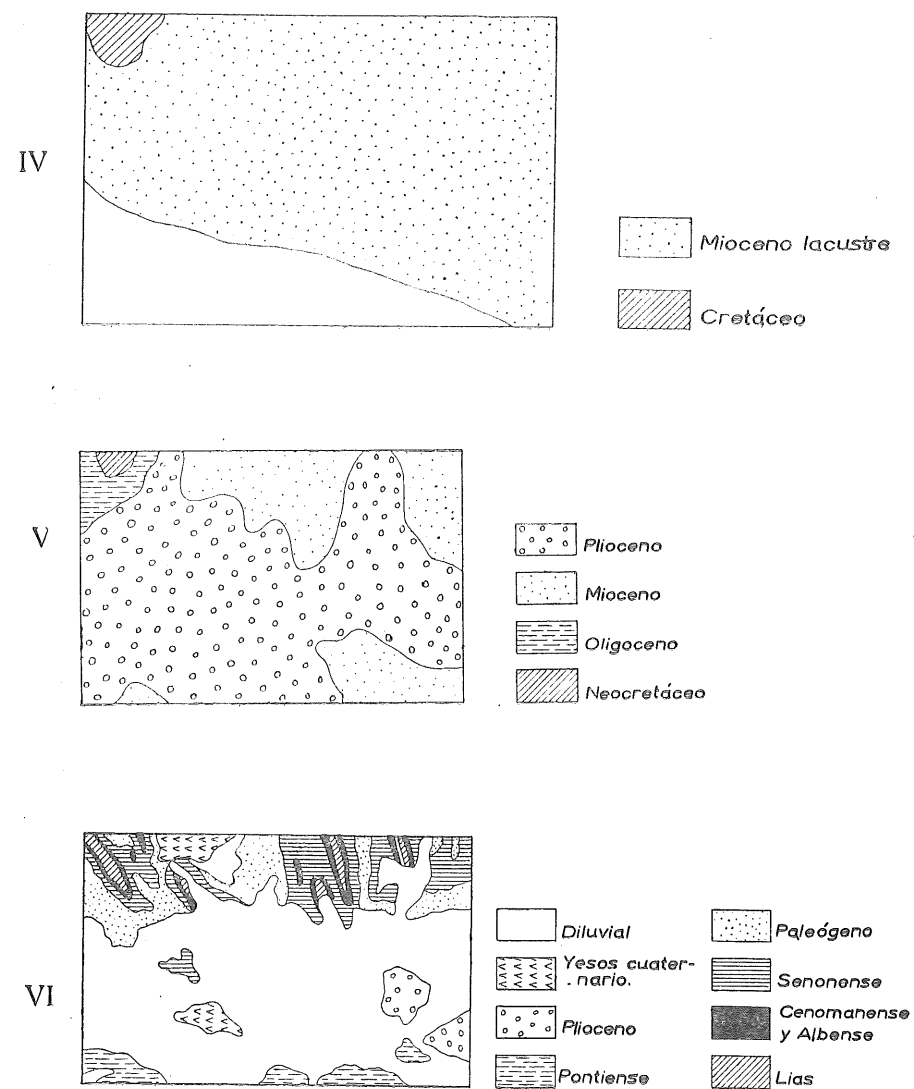 IV
Mioceno lacustre
Cretáceo
V
Plioceno
Mioceno
Oligoceno
Neocretáceo
VI
Diluvial
Yesos cuater-
nario.
Plioceno
Pontiense
Paleógeno
Senonense
Cenomanense
y Albense
Lias